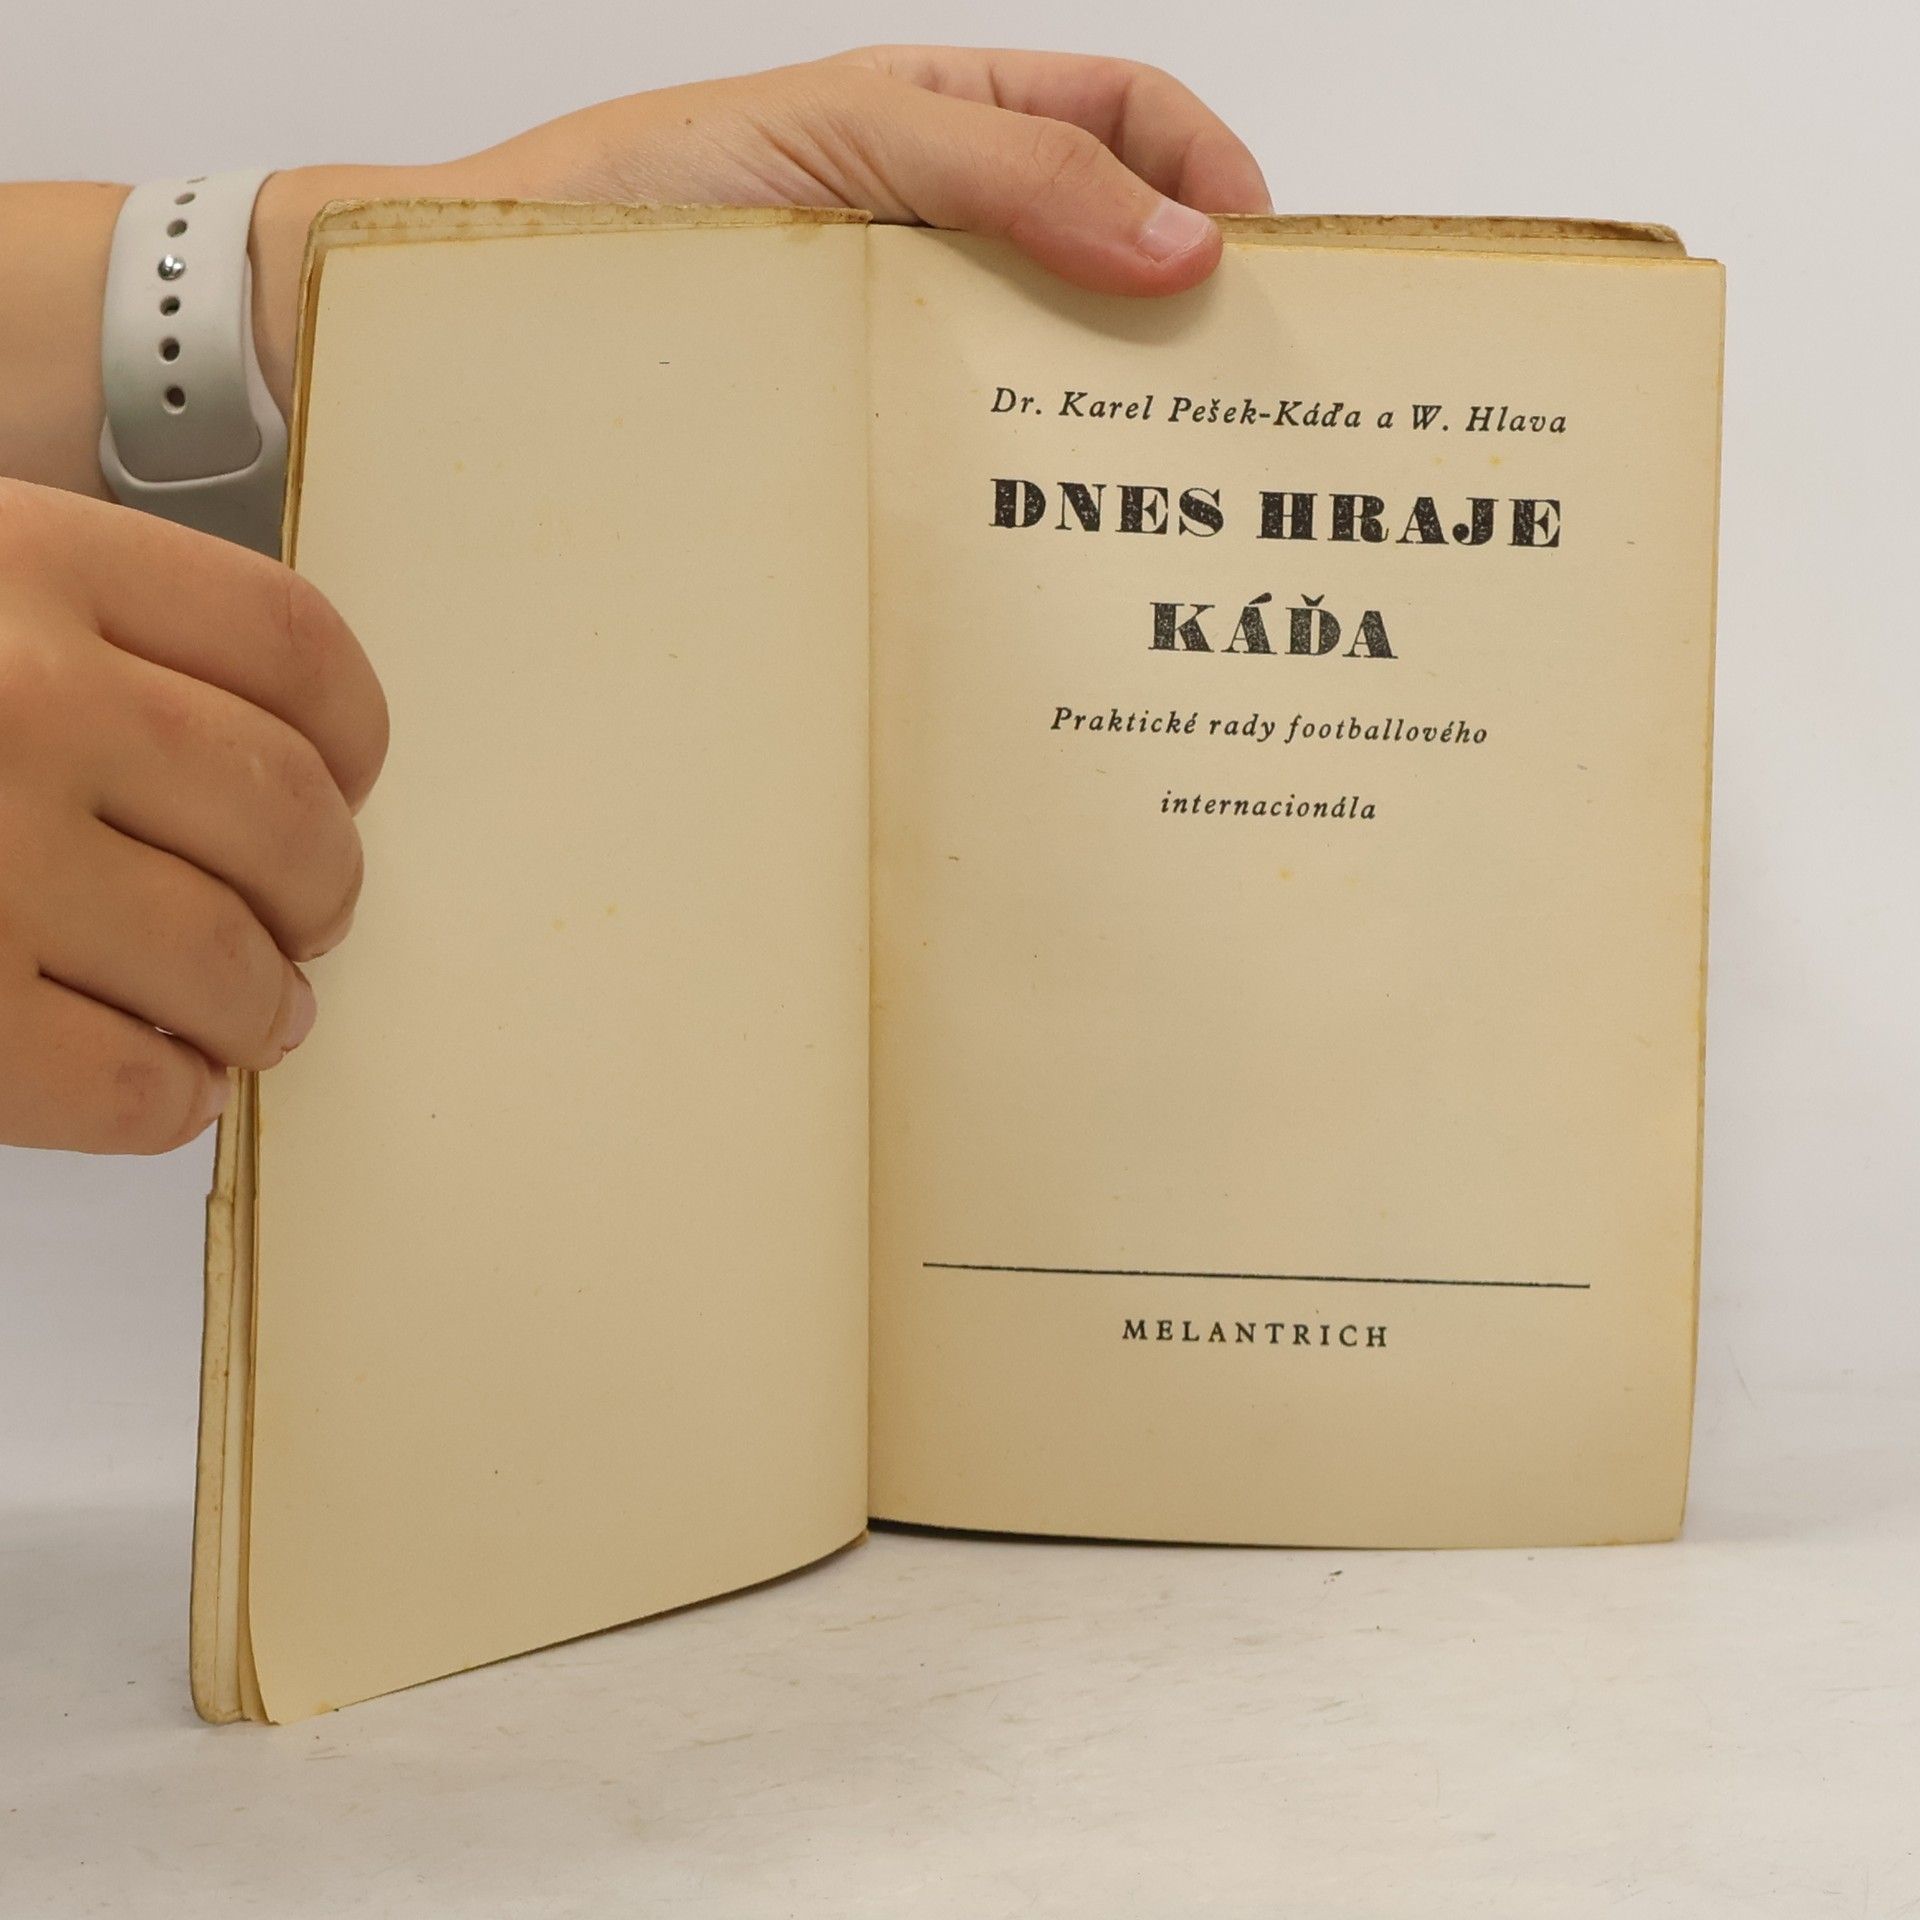 Dr. Karel Pešek-Káďa a W. Hlava
DNES HRAJE
KÁĎA
Praktické rady footballového
internacionála
MELANTRICH